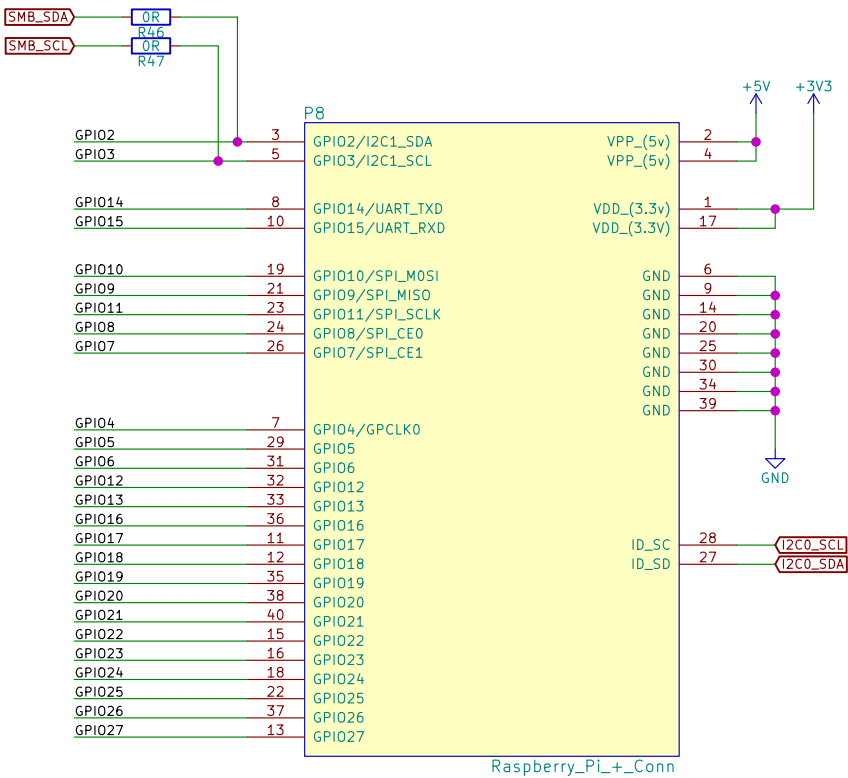 SMB_SDA 0R
R46
SMB_SCL 0R
R47
+5V +3V3
P8
GPIO2 3 GPIO2/I2C1_SDA VPP_(5v) 2
GPIO3 5 GPIO3/I2C1_SCL VPP_(5v) 4
GPIO14 8 GPIO14/UART_TXD VDD_(3.3v) 1
GPIO15 10 GPIO15/UART_RXD VDD_(3.3V) 17
GPIO10 19 GPIO10/SPI_M0SI GND 6
GPIO9 21 GPIO9/SPI_MISO GND 9
GPIO11 23 GPIO11/SPI_SCLK GND 14
GPIO8 24 GPIO8/SPI_CE0 GND 20
GPIO7 26 GPIO7/SPI_CE1 GND 25
GND 30
GND 34
GND 39
GPIO4 7 GPIO4/GPCLK0
GPIO5 29 GPIO5
GPIO6 31 GPIO6
GND
GPIO12 32 GPIO12
GPIO13 33 GPIO13
GPIO16 36 GPIO16
GPIO17 11 GPIO17 ID_SC 28 I2C0_SCL
GPIO18 12 GPIO18 ID_SD 27 I2C0_SDA
GPIO19 35 GPIO19
GPIO20 38 GPIO20
GPIO21 40 GPIO21
GPIO22 15 GPIO22
GPIO23 16 GPIO23
GPIO24 18 GPIO24
GPIO25 22 GPIO25
GPIO26 37 GPIO26
GPIO27 13 GPIO27
Raspberry_Pi_+_Conn